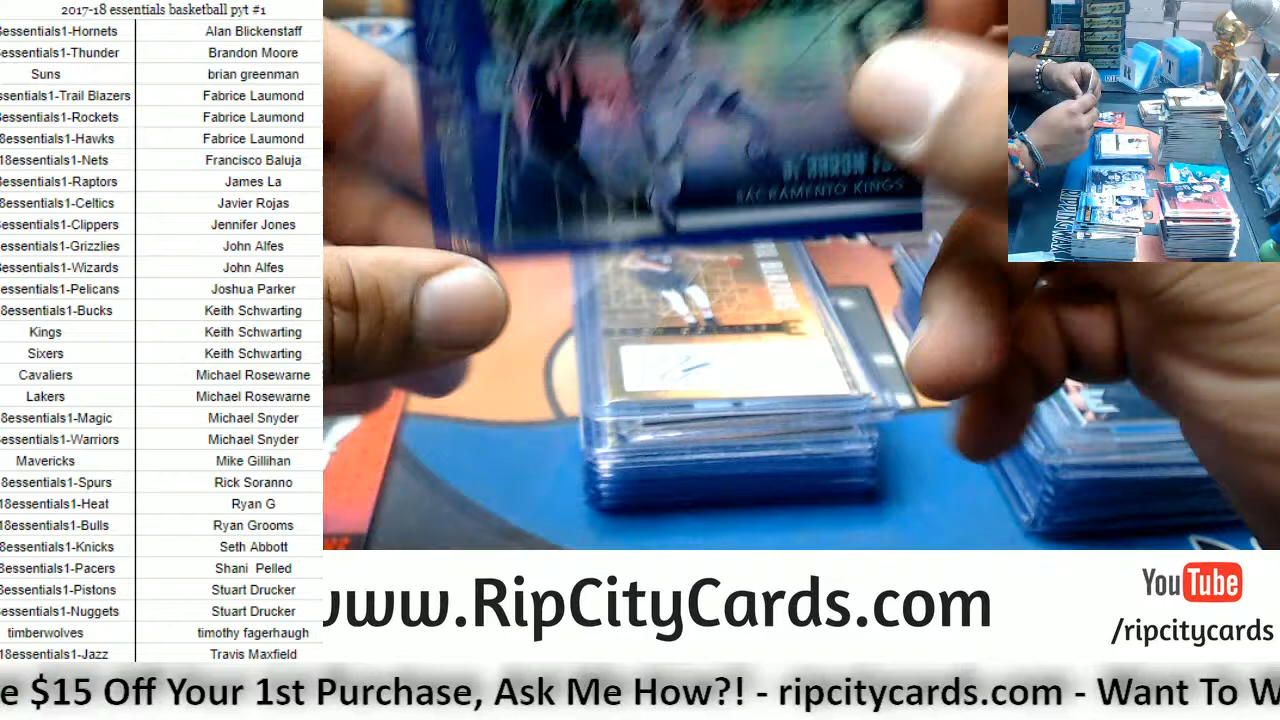 2017-18 essentials basketball pyt #1
8essentials1-Hornets Alan Blickenstaff
essentials1-Thunder Brandon Moore
Suns brian greenman
ssentials1-Trail Blazers Fabrice Laumond
essentials1-Rockets Fabrice Laumond
8essentials1-Hawks Fabrice Laumond
18essentials1-Nets Francisco Baluja
8essentials1-Raptors James La
8essentials1-Celtics Javier Rojas
essentials1-Clippers Jennifer Jones
essentials1-Grizzlies John Alfes
essentials1-Wizards John Alfes
essentials1-Pelicans Joshua Parker
8essentials1-Bucks Keith Schwarting
Kings Keith Schwarting
Sixers Keith Schwarting
Cavaliers Michael Rosewarne
Lakers Michael Rosewarne
8essentials1-Magic Michael Snyder
essentials1-Warriors Michael Snyder
Mavericks Mike Gillihan
8essentials1-Spurs Rick Soranno
18essentials1-Heat Ryan G
18essentials1-Bulls Ryan Grooms
8essentials1-Knicks Seth Abbott
8essentials1-Pacers Shani Pelled
8essentials1-Pistons Stuart Drucker
essentials1-Nuggets Stuart Drucker
timberwolves timothy fagerhaugh
18essentials1-Jazz Travis Maxfield
SACRAMENTO KINGS
www.RipCityCards.com
YouTube
/ripcitycards
e $15 Off Your 1st Purchase, Ask Me How?! - ripcitycards.com - Want To W